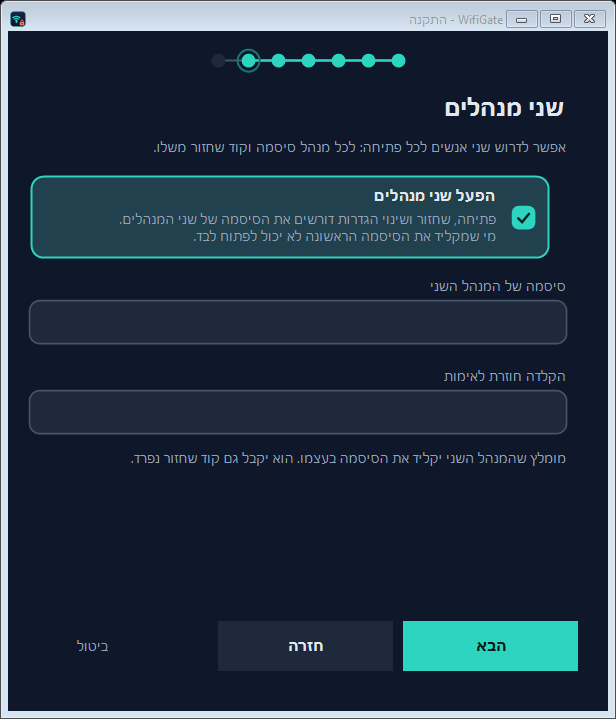 WifiGate - התקנה
שני מנהלים
אפשר לדרוש שני אנשים לכל פתיחה: לכל מנהל סיסמה וקוד שחזור משלו.
הפעל שני מנהלים
פתיחה, שחזור ושינוי הגדרות דורשים את הסיסמה של שני המנהלים.
מי שמקליד את הסיסמה הראשונה לא יכול לפתוח לבד.
סיסמה של המנהל השני
הקלדה חוזרת לאימות
מומלץ שהמנהל השני יקליד את הסיסמה בעצמו. הוא יקבל גם קוד שחזור נפרד.
הבא
חזרה
ביטול